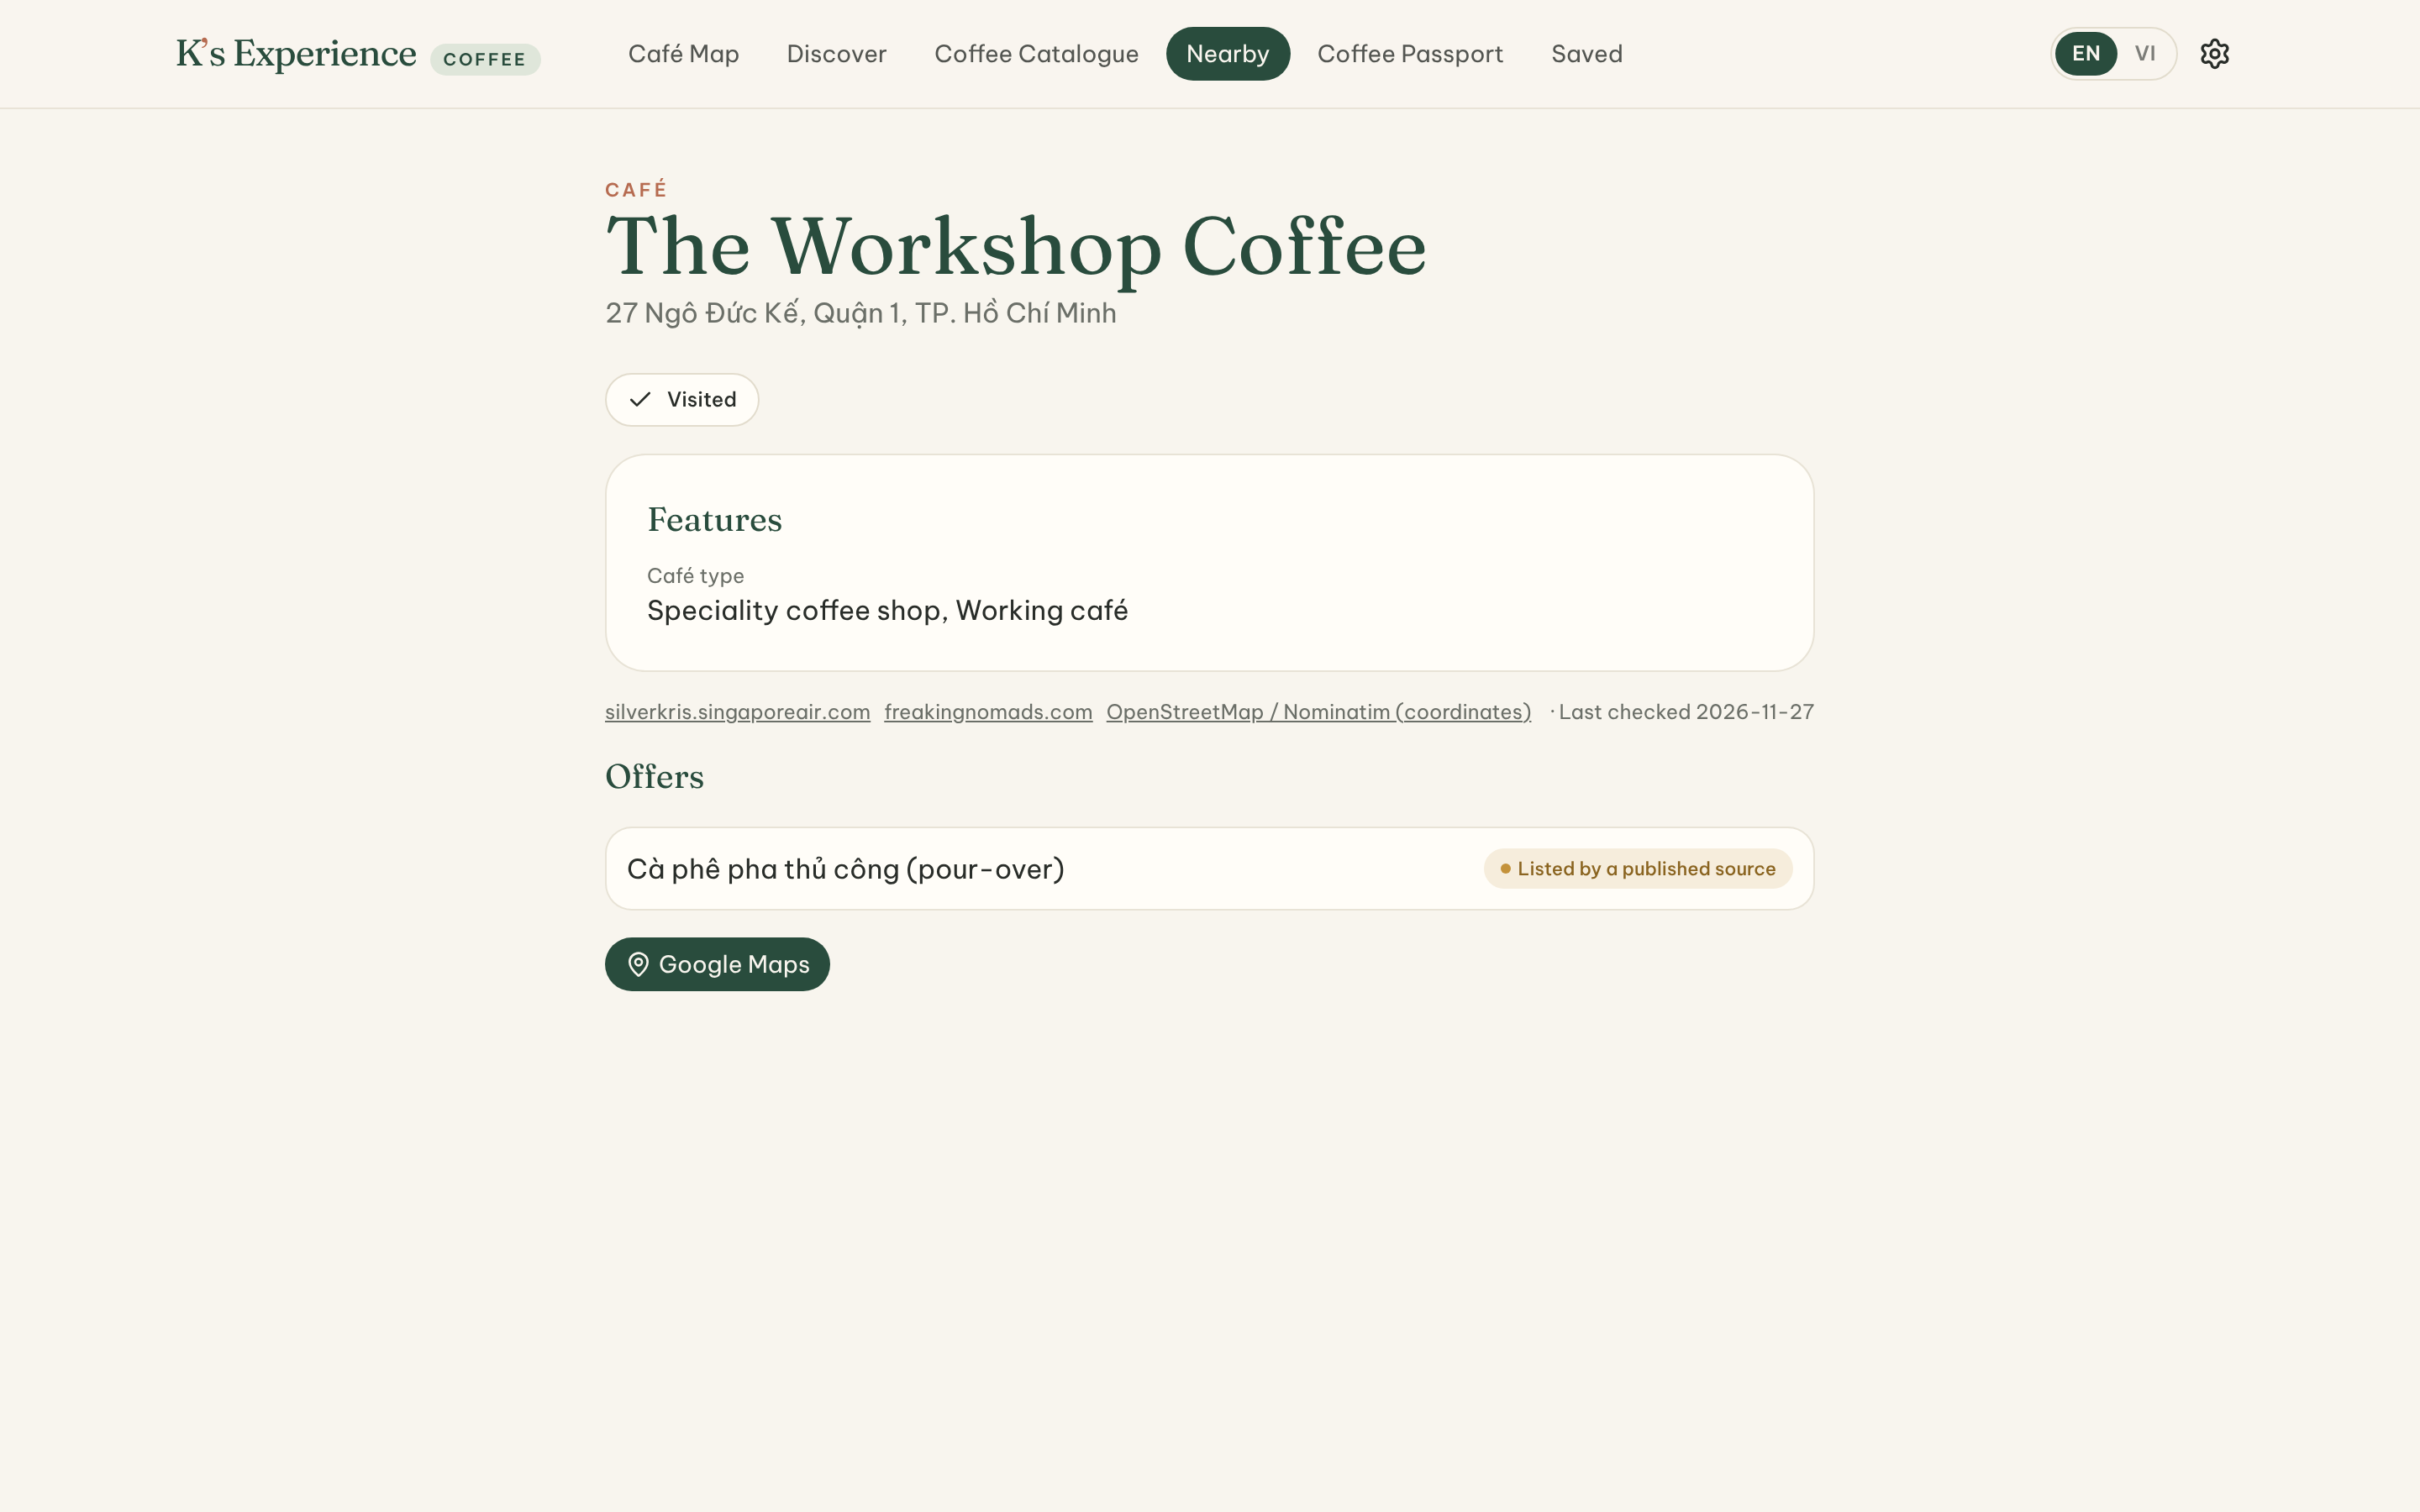 K’s Experience COFFEE Café Map Discover Coffee Catalogue Nearby Coffee Passport Saved EN VI
CAFÉ
The Workshop Coffee
27 Ngô Đức Kế, Quận 1, TP. Hồ Chí Minh
Visited
Features
Café type
Speciality coffee shop, Working café
silverkris.singaporeair.com freakingnomads.com OpenStreetMap / Nominatim (coordinates) · Last checked 2026-11-27
Offers
Cà phê pha thủ công (pour-over) Listed by a published source
Google Maps